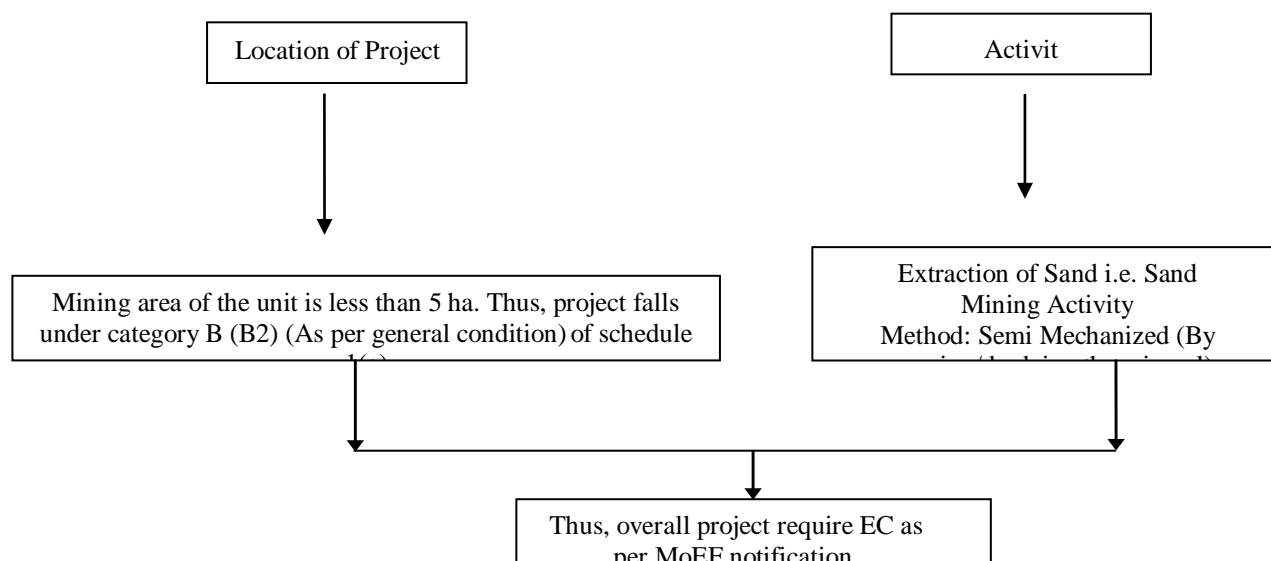 Location of Project
Activit
Mining area of the unit is less than 5 ha. Thus, project falls
under category B (B2) (As per general condition) of schedule
Extraction of Sand i.e. Sand
Mining Activity
Method: Semi Mechanized (By
Thus, overall project require EC as
per MoEF notification